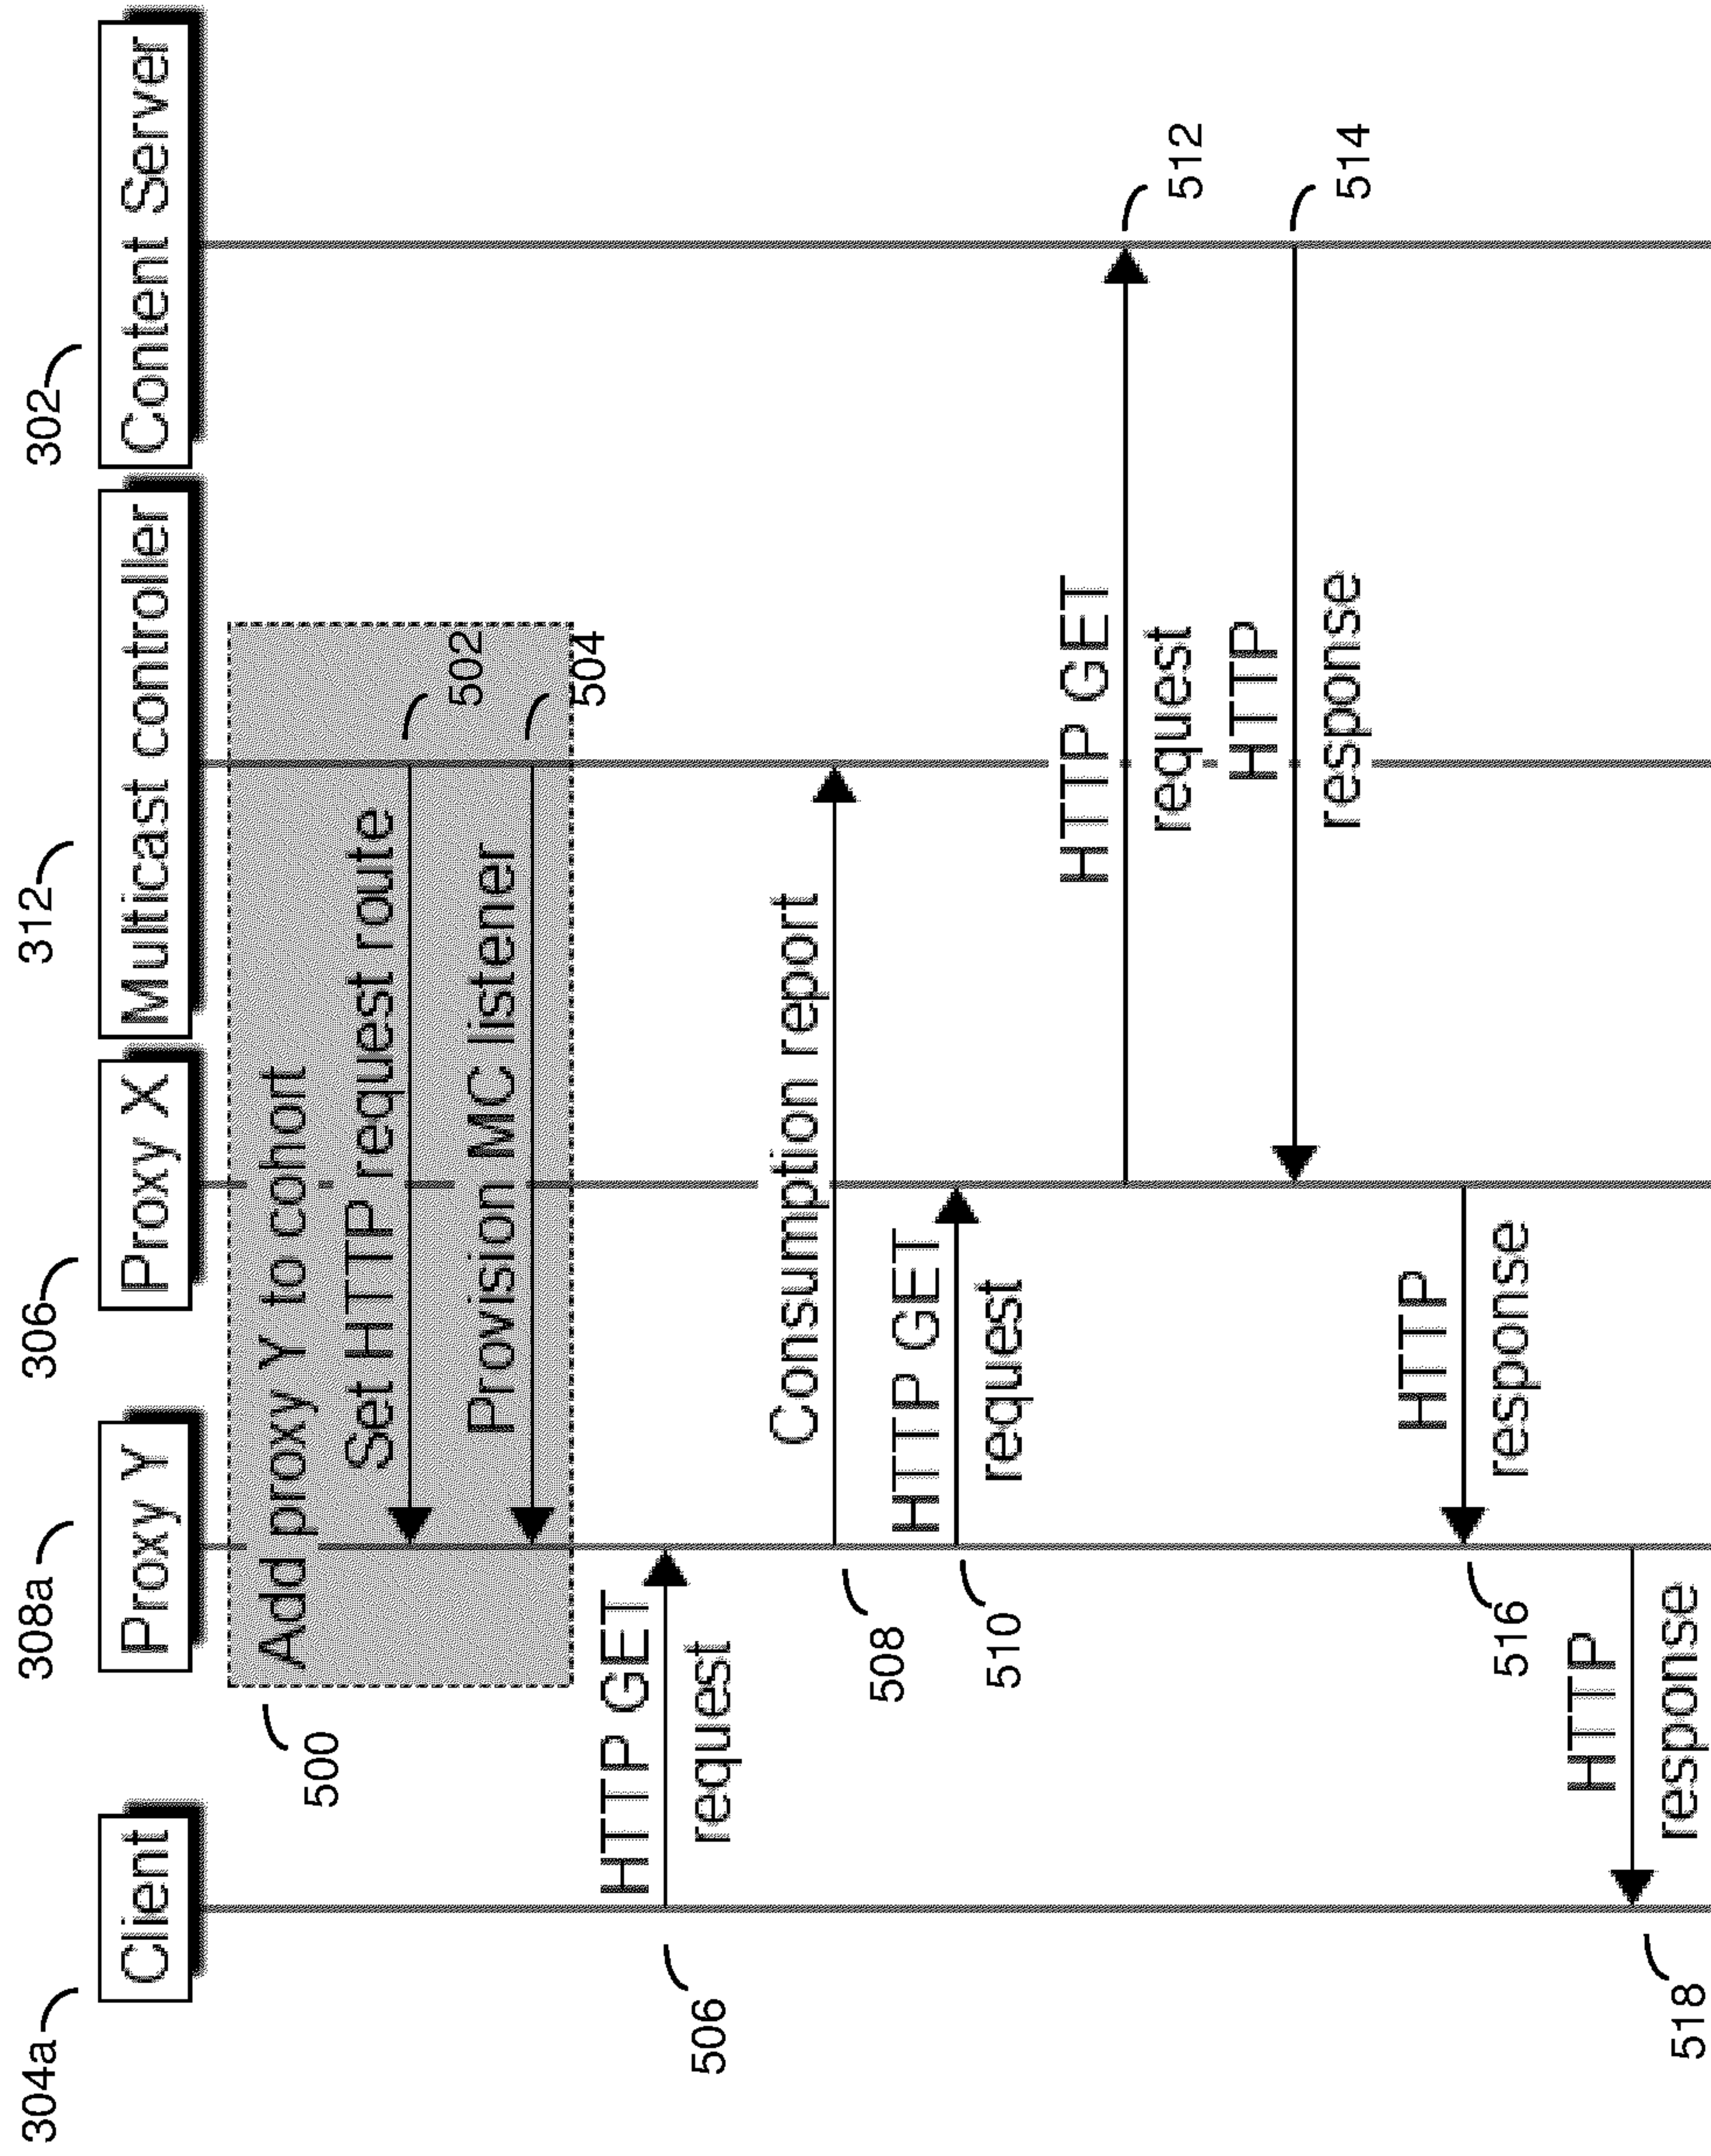 304a
308a
306
312
302
Client
Proxy Y
Proxy X
Multicast controller
Content Server
500
Add proxy Y to cohort
Set HTTP request route
502
Provision MC listener
504
506
HTTP GET
request
Consumption report
508
HTTP GET
request
510
HTTP GET
request
512
HTTP
response
514
HTTP
response
516
HTTP
response
518